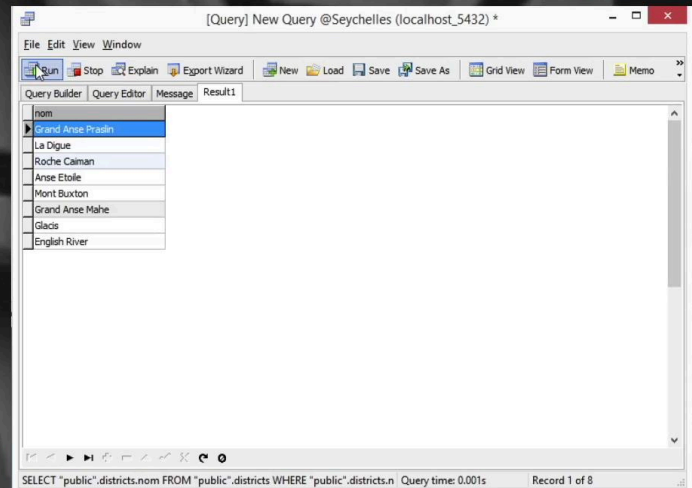 [Query] New Query @Seychelles (localhost_5432) *
File Edit View Window
Run Stop Explain Export Wizard New Load Save Save As Grid View Form View Memo
Query Builder Query Editor Message Result1
nom
Grand Anse Praslin
La Digue
Roche Caiman
Anse Etoile
Mont Buxton
Grand Anse Mahe
Glacis
English River
SELECT "public".districts.nom FROM "public".districts WHERE "public".districts.n Query time: 0.001s Record 1 of 8